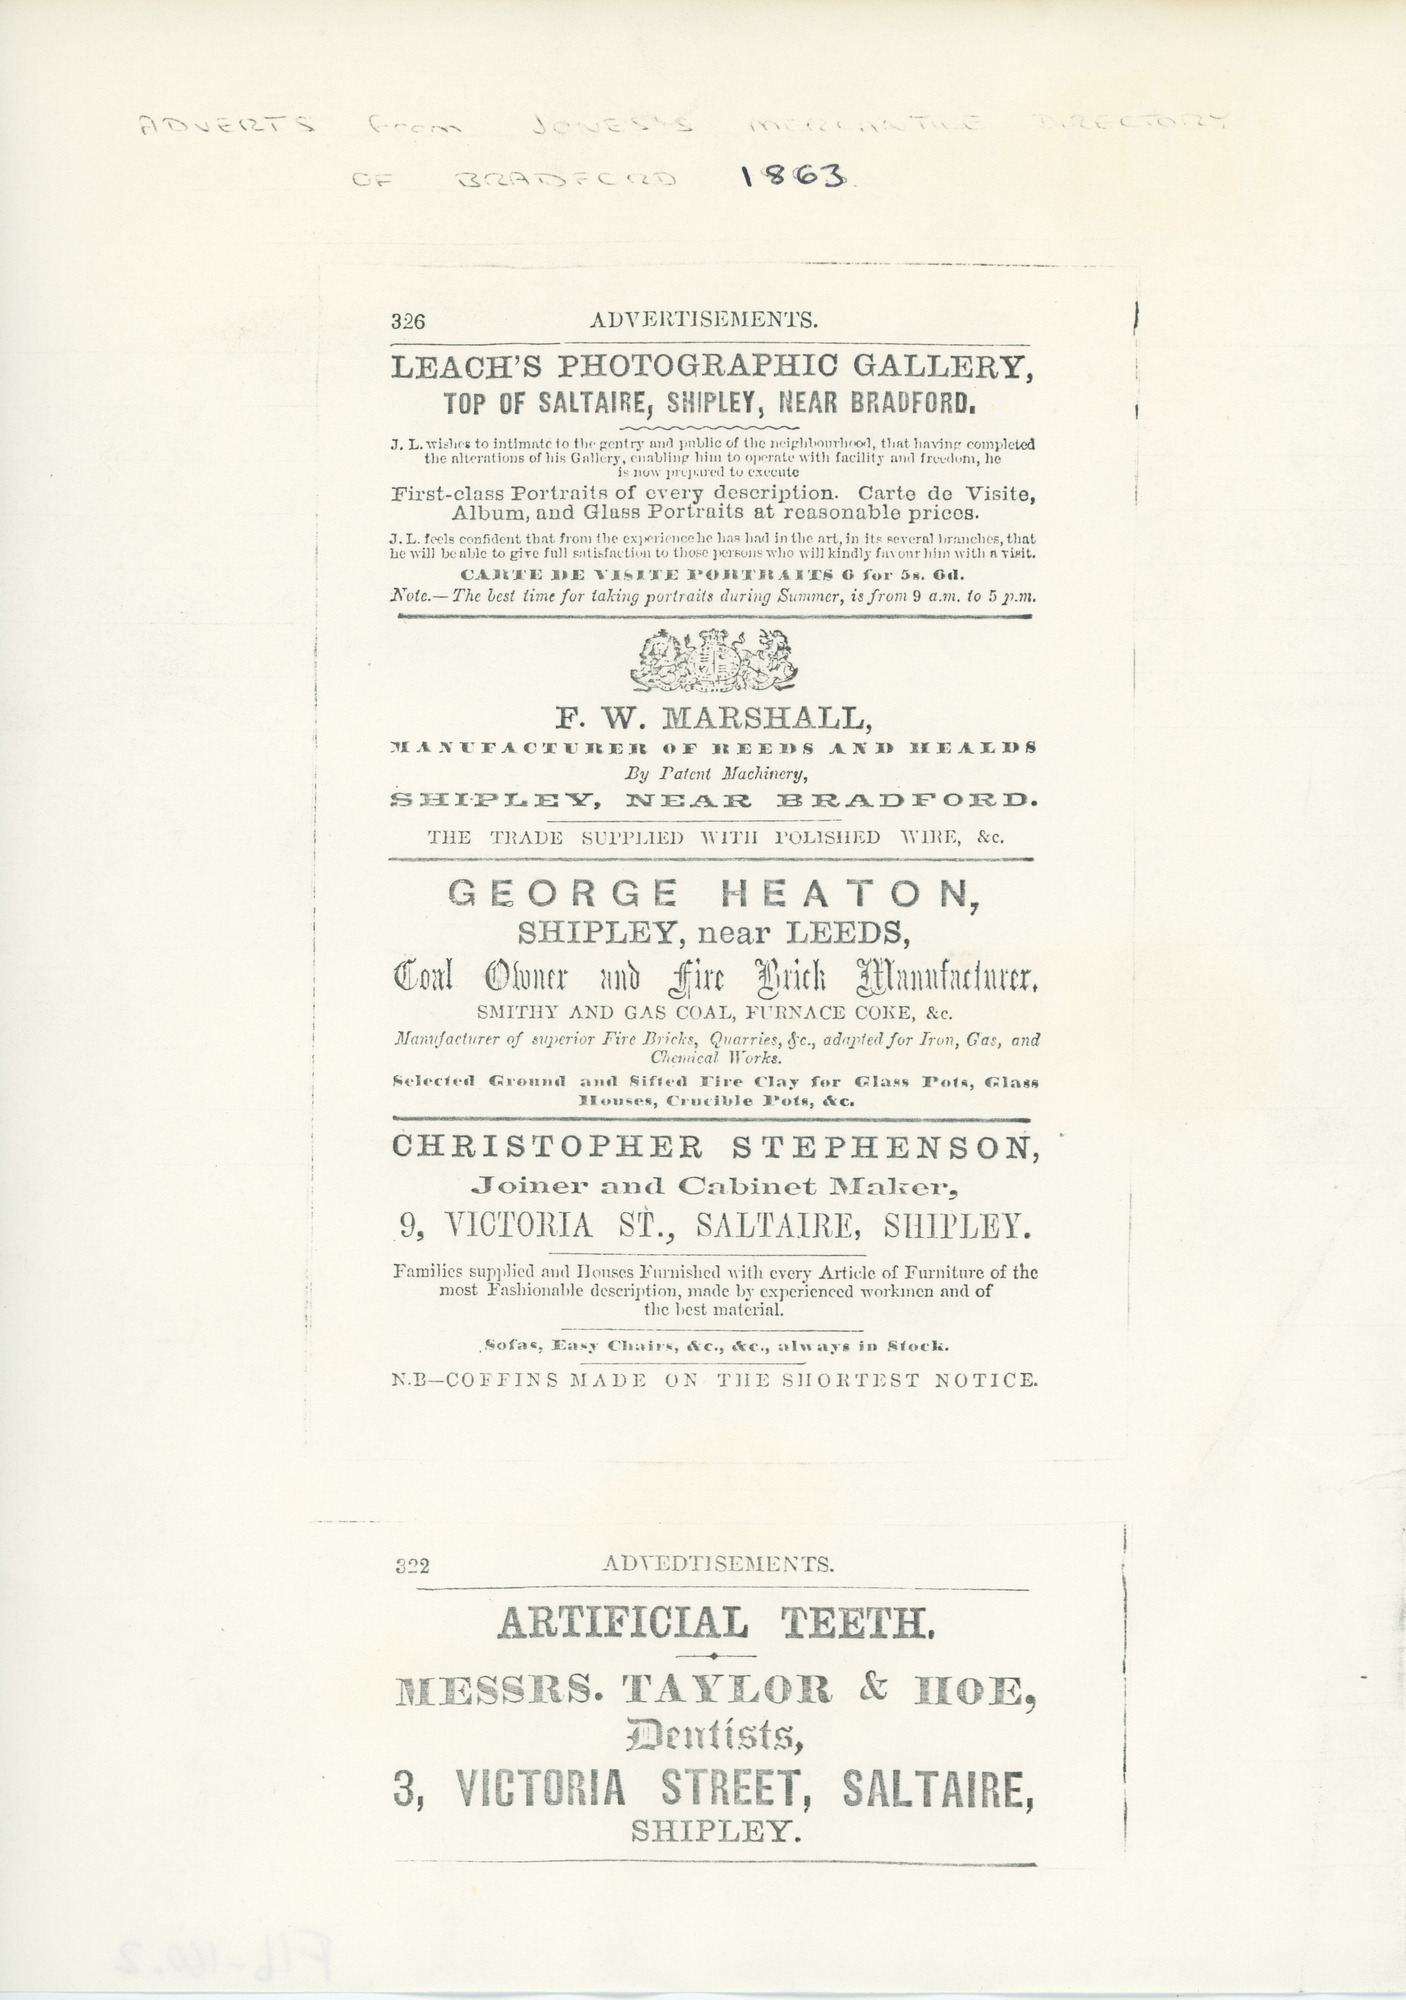 ADVERTS from JONES'S MERCANTILE DIRECTORY
OF BRADFORD 1863.
326 ADVERTISEMENTS.
LEACH'S PHOTOGRAPHIC GALLERY,
TOP OF SALTAIRE, SHIPLEY, NEAR BRADFORD.
J. L. wishes to intimate to the gentry and public of the neighbourhood, that having completed
the alterations of his Gallery, enabling him to operate with facility and freedom, he
is now prepared to execute
First-class Portraits of every description. Carte de Visite,
Album, and Glass Portraits at reasonable prices.
J. L. feels confident that from the experience he has had in the art, in its several branches, that
he will be able to give full satisfaction to those persons who will kindly favour him with a visit.
CARTE DE VISITE PORTRAITS 6 for 5s. 6d.
Note.—The best time for taking portraits during Summer, is from 9 a.m. to 5 p.m.
F. W. MARSHALL,
MANUFACTURER OF REEDS AND HEALDS
By Patent Machinery,
SHIPLEY, NEAR BRADFORD.
THE TRADE SUPPLIED WITH POLISHED WIRE, &c.
GEORGE HEATON,
SHIPLEY, near LEEDS,
Coal Owner and Fire Brick Manufacturer.
SMITHY AND GAS COAL, FURNACE COKE, &c.
Manufacturer of superior Fire Bricks, Quarries, &c., adapted for Iron, Gas, and
Chemical Works.
Selected Ground and Sifted Fire Clay for Glass Pots, Glass
Houses, Crucible Pots, &c.
CHRISTOPHER STEPHENSON,
Joiner and Cabinet Maker,
9, VICTORIA ST., SALTAIRE, SHIPLEY.
Families supplied and Houses Furnished with every Article of Furniture of the
most Fashionable description, made by experienced workmen and of
the best material.
Sofas, Easy Chairs, &c., &c., always in Stock.
N.B—COFFINS MADE ON THE SHORTEST NOTICE.
322 ADVEDTISEMENTS.
ARTIFICIAL TEETH.
MESSRS. TAYLOR & HOE,
Dentists,
3, VICTORIA STREET, SALTAIRE,
SHIPLEY.